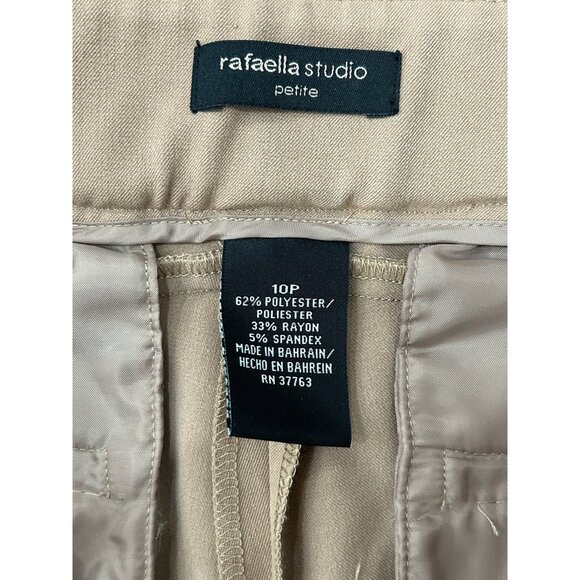 rafaella studio
petite
10P
62% POLYESTER/
POLIESTER
33% RAYON
5% SPANDEX
MADE IN BAHRAIN/
HECHO EN BAHREIN
RN 37763